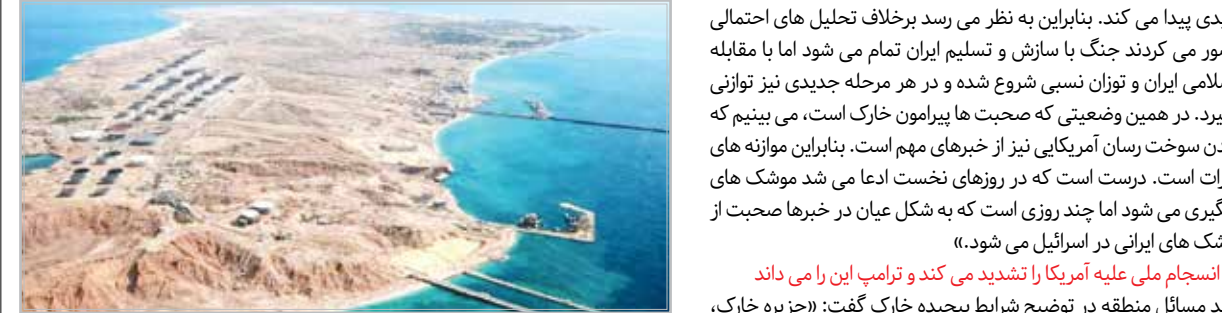 یدی پیدا می کند. بنابراین به نظر می رسد برخلاف تحلیل های احتمالی
سور می کردند جنگ با سازش و تسلیم ایران تمام می شود اما با مقابله
سلامی ایران و توزان نسبی شروع شده و در هر مرحله جدیدی نیز توازنی
یرد. در همین وضعیتی که صحبت ها پیرامون خارک است، می بینیم که
دن سوخت رسان آمریکایی نیز از خبرهای مهم است. بنابراین موازنه های
رات است. درست است که در روزهای نخست ادعا می شد موشک های
گیری می شود اما چند روزی است که به شکل عیان در خبرها صحبت از
شک های ایرانی در اسرائیل می شود.»
انسجام ملی علیه آمریکا را تشدید می کند و ترامپ این را می داند
د مسائل منطقه در توضیح شرایط پیچیده خارک گفت: «جزیره خارک،